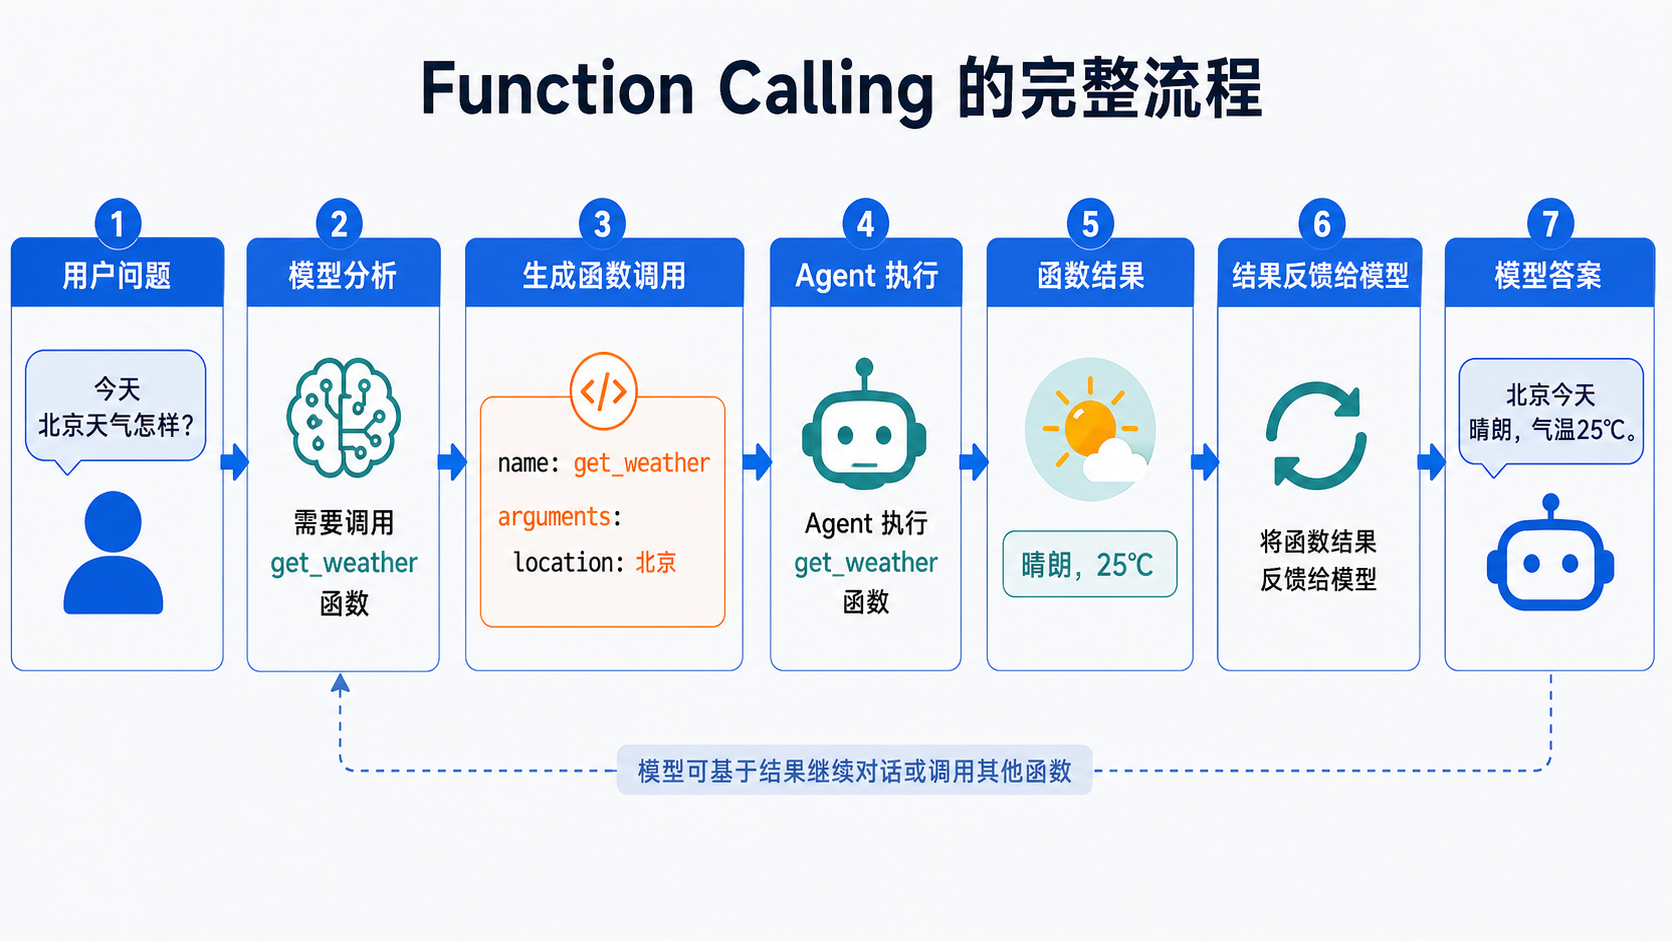 Function Calling 的完整流程
1
用户问题
今天
北京天气怎样?
2
模型分析
需要调用
get_weather
函数
3
生成函数调用
</>
name: get_weather
arguments:
location: 北京
4
Agent 执行
Agent 执行
get_weather
函数
5
函数结果
晴朗，25℃
6
结果反馈给模型
将函数结果
反馈给模型
7
模型答案
北京今天
晴朗，气温25℃。
模型可基于结果继续对话或调用其他函数